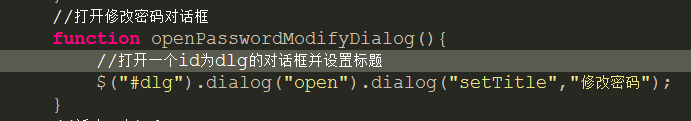 }
//打开修改密码对话框
function openPasswordModifyDialog(){
//打开一个id为dlg的对话框并设置标题
$("#dlg").dialog("open").dialog("setTitle","修改密码");
}